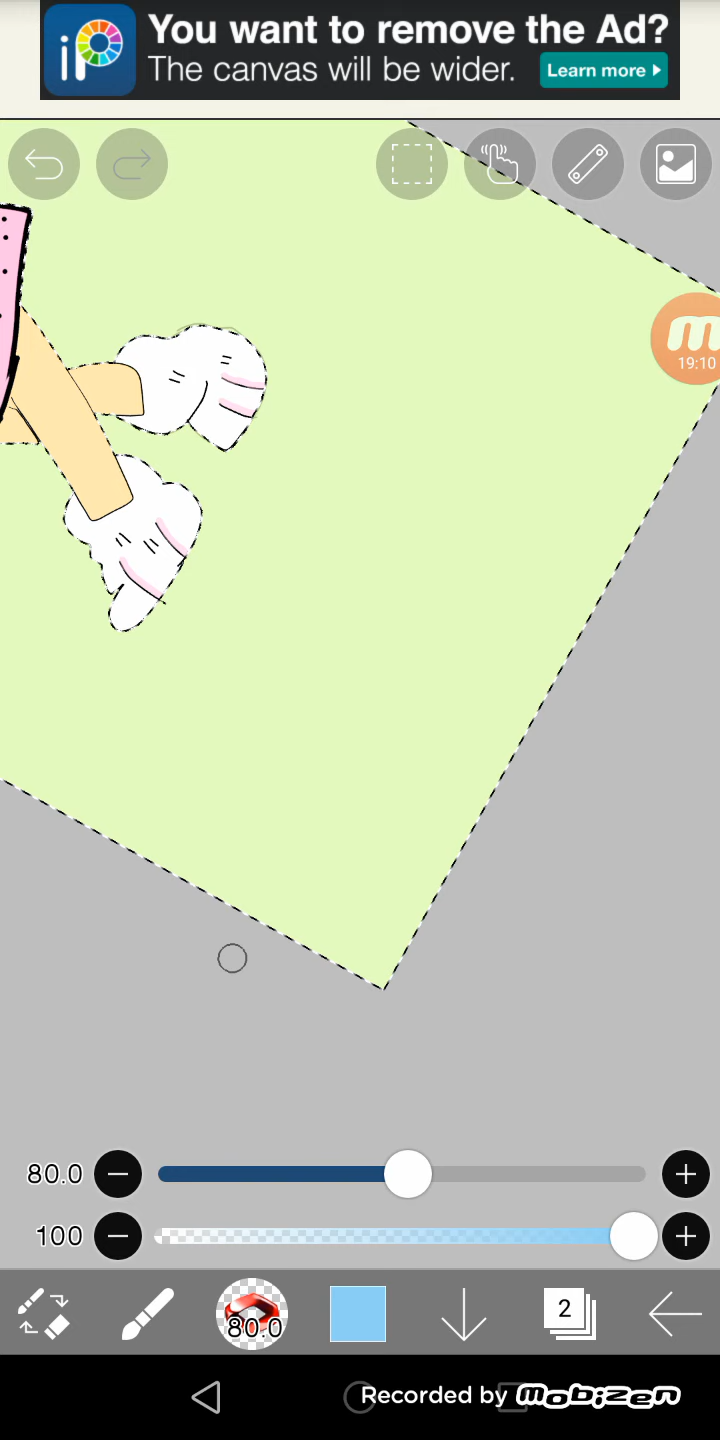 iP
You want to remove the Ad?
The canvas will be wider.
Learn more
m
19:10
80.0
100
80.0
2
Recorded by mobizen